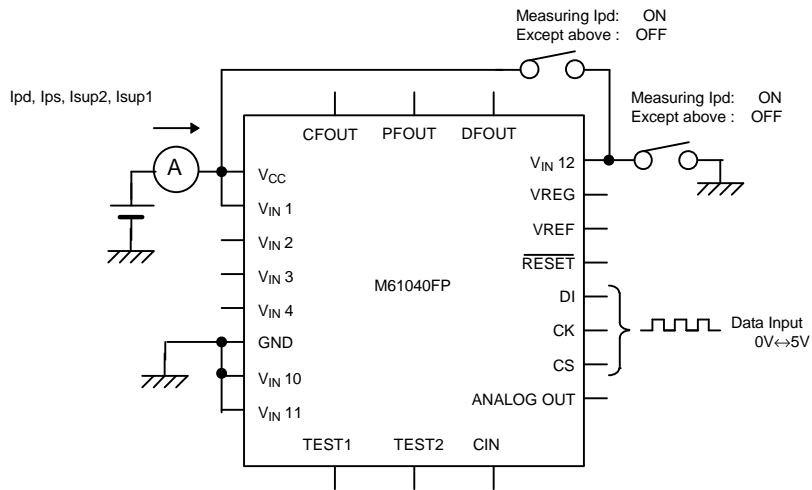 Measuring Ipd: ON
Except above : OFF
Ipd, Ips, Isup2, Isup1
Measuring Ipd: ON
Except above : OFF
A
CFOUT PFOUT DFOUT
VCC
VIN 1
VIN 2
VIN 3
VIN 4
GND
VIN 10
VIN 11
M61040FP
VIN 12
VREG
VREF
RESET
DI
CK
CS
ANALOG OUT
Data Input
0V↔5V
TEST1 TEST2 CIN